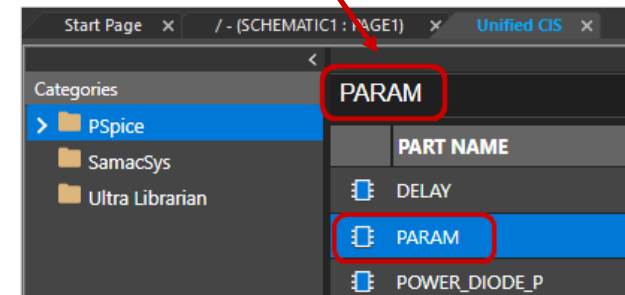 Start Page × / - (SCHEMATIC1 : PAGE1) × Unified CIS ×
<
Categories
PARAM
> PSpice
SamacSys
Ultra Librarian
PART NAME
DELAY
PARAM
POWER_DIODE_P